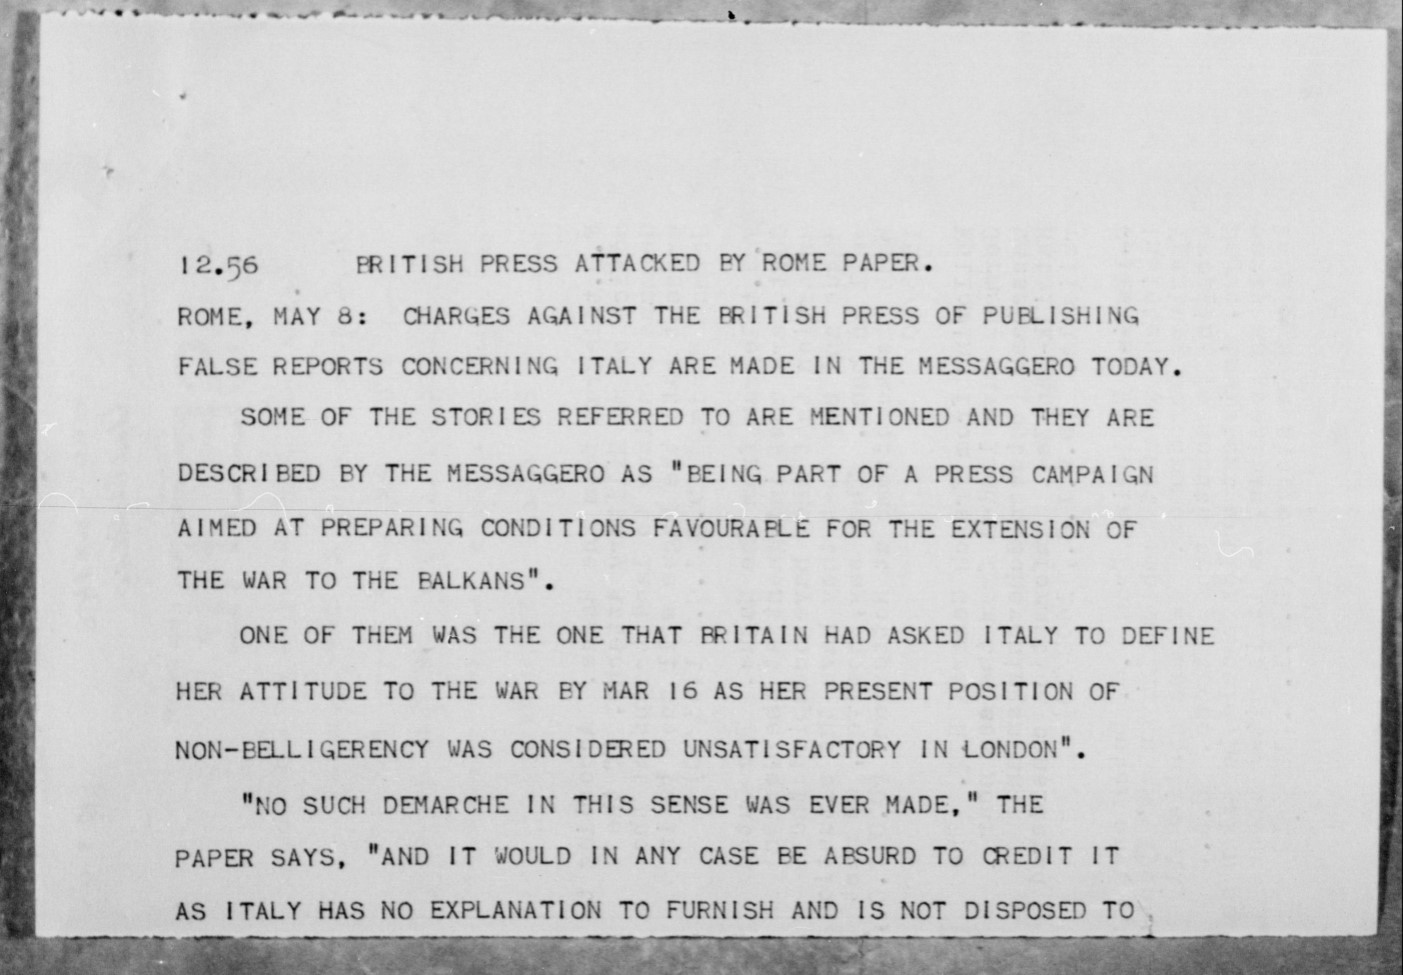 12.56 BRITISH PRESS ATTACKED BY ROME PAPER.
ROME, MAY 8: CHARGES AGAINST THE BRITISH PRESS OF PUBLISHING
FALSE REPORTS CONCERNING ITALY ARE MADE IN THE MESSAGGERO TODAY.
SOME OF THE STORIES REFERRED TO ARE MENTIONED AND THEY ARE
DESCRIBED BY THE MESSAGGERO AS "BEING PART OF A PRESS CAMPAIGN
AIMED AT PREPARING CONDITIONS FAVOURABLE FOR THE EXTENSION OF
THE WAR TO THE BALKANS".
ONE OF THEM WAS THE ONE THAT BRITAIN HAD ASKED ITALY TO DEFINE
HER ATTITUDE TO THE WAR BY MAR 16 AS HER PRESENT POSITION OF
NON-BELLIGERENCY WAS CONSIDERED UNSATISFACTORY IN LONDON".
"NO SUCH DEMARCHE IN THIS SENSE WAS EVER MADE," THE
PAPER SAYS, "AND IT WOULD IN ANY CASE BE ABSURD TO CREDIT IT
AS ITALY HAS NO EXPLANATION TO FURNISH AND IS NOT DISPOSED TO